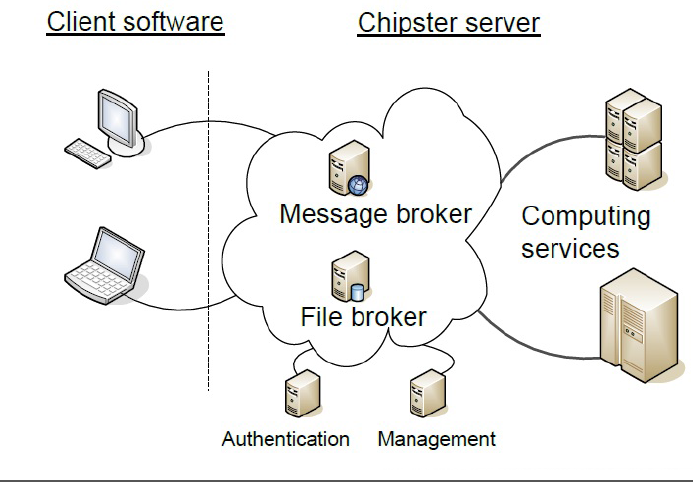 Client software
Chipster server
Message broker
Computing
services
File broker
Authentication
Management